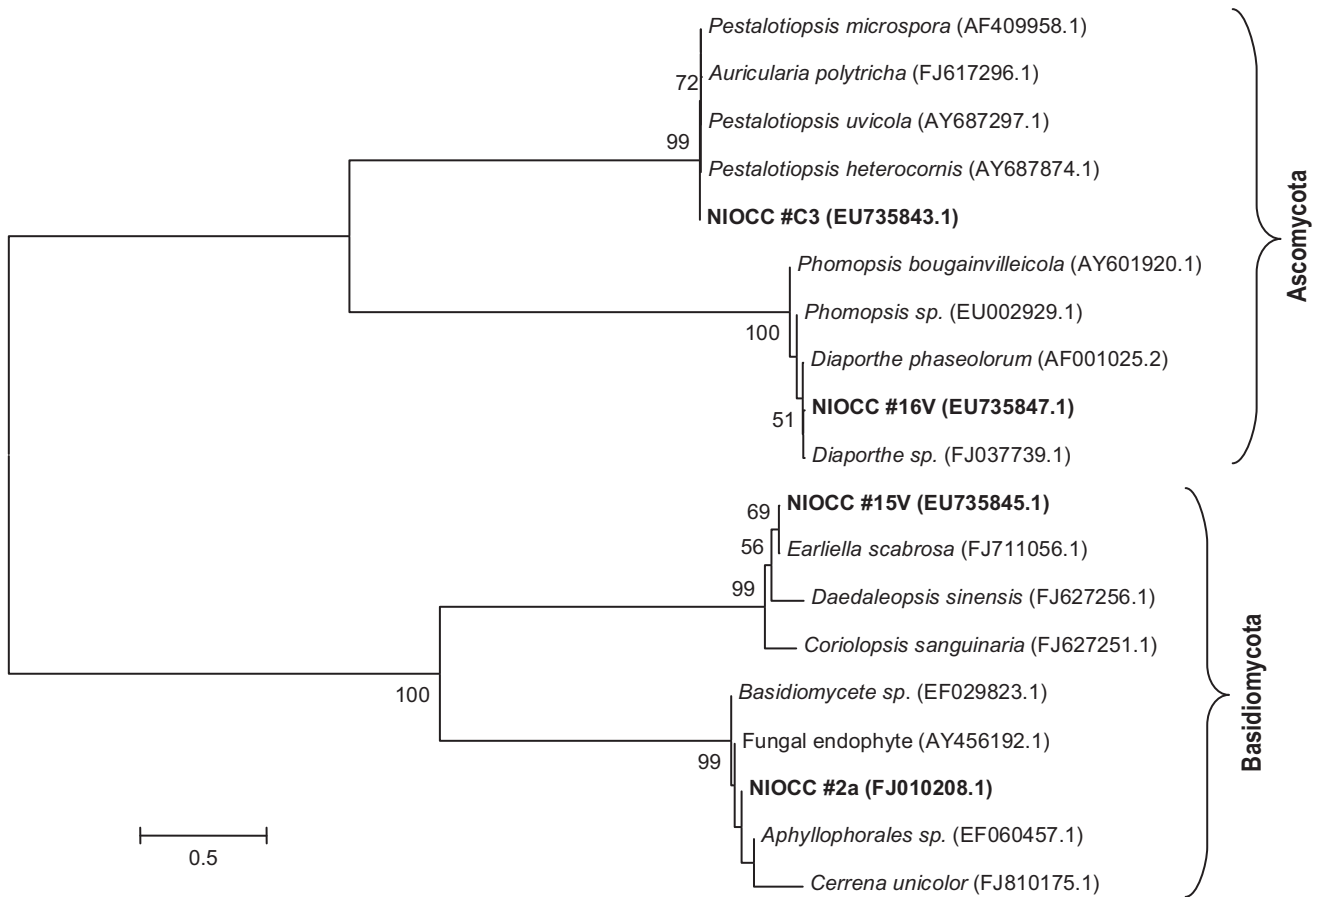 Pestalotiopsis microspora (AF409958.1)
72
Auricularia polytricha (FJ617296.1)
Pestalotiopsis uvicola (AY687297.1)
99
Pestalotiopsis heterocornis (AY687874.1)
NIOCC #C3 (EU735843.1)
Ascomycota
Phomopsis bougainvilleicola (AY601920.1)
Phomopsis sp. (EU002929.1)
100
Diaporthe phaseolorum (AF001025.2)
NIOCC #16V (EU735847.1)
51
Diaporthe sp. (FJ037739.1)
NIOCC #15V (EU735845.1)
69
56
Earliella scabrosa (FJ711056.1)
99
Daedaleopsis sinensis (FJ627256.1)
Coriolopsis sanguinaria (FJ627251.1)
100
Basidiomycete sp. (EF029823.1)
Basidiomycota
Fungal endophyte (AY456192.1)
99
NIOCC #2a (FJ010208.1)
Aphyllophorales sp. (EF060457.1)
0.5
Cerrena unicolor (FJ810175.1)